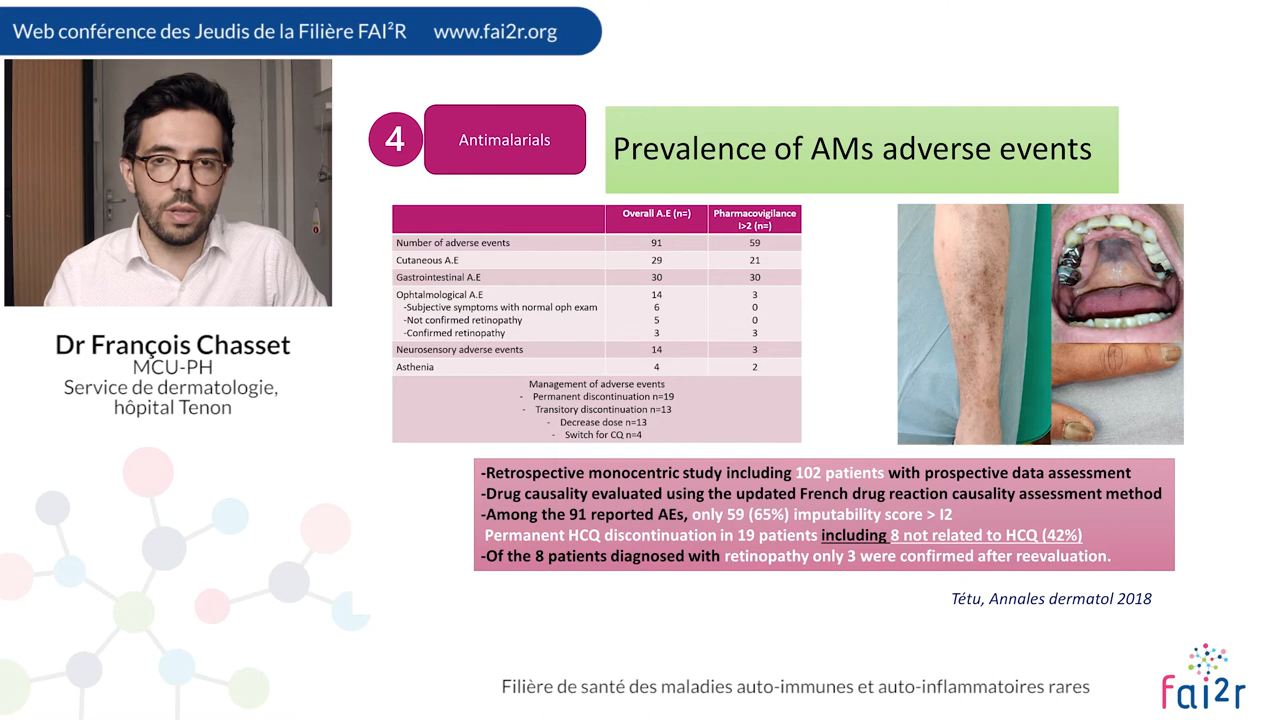 Web conférence des Jeudis de la Filière FAI²R www.fai2r.org
4
Antimalarials
Prevalence of AMs adverse events
Overall A.E (n=) Pharmacovigilance
I>2 (n=)
Number of adverse events 91 59
Cutaneous A.E 29 21
Gastrointestinal A.E 30 30
Ophtalmological A.E 14 3
-Subjective symptoms with normal oph exam 6 0
-Not confirmed retinopathy 5 0
-Confirmed retinopathy 3 3
Neurosensory adverse events 14 3
Asthenia 4 2
Management of adverse events
- Permanent discontinuation n=19
- Transitory discontinuation n=13
- Decrease dose n=13
- Switch for CQ n=4
Dr François Chasset
MCU-PH
Service de dermatologie,
hôpital Tenon
-Retrospective monocentric study including 102 patients with prospective data assessment
-Drug causality evaluated using the updated French drug reaction causality assessment method
-Among the 91 reported AEs, only 59 (65%) imputability score > I2
Permanent HCQ discontinuation in 19 patients including 8 not related to HCQ (42%)
-Of the 8 patients diagnosed with retinopathy only 3 were confirmed after reevaluation.
Tétu, Annales dermatol 2018
Filière de santé des maladies auto-immunes et auto-inflammatoires rares
fai2r